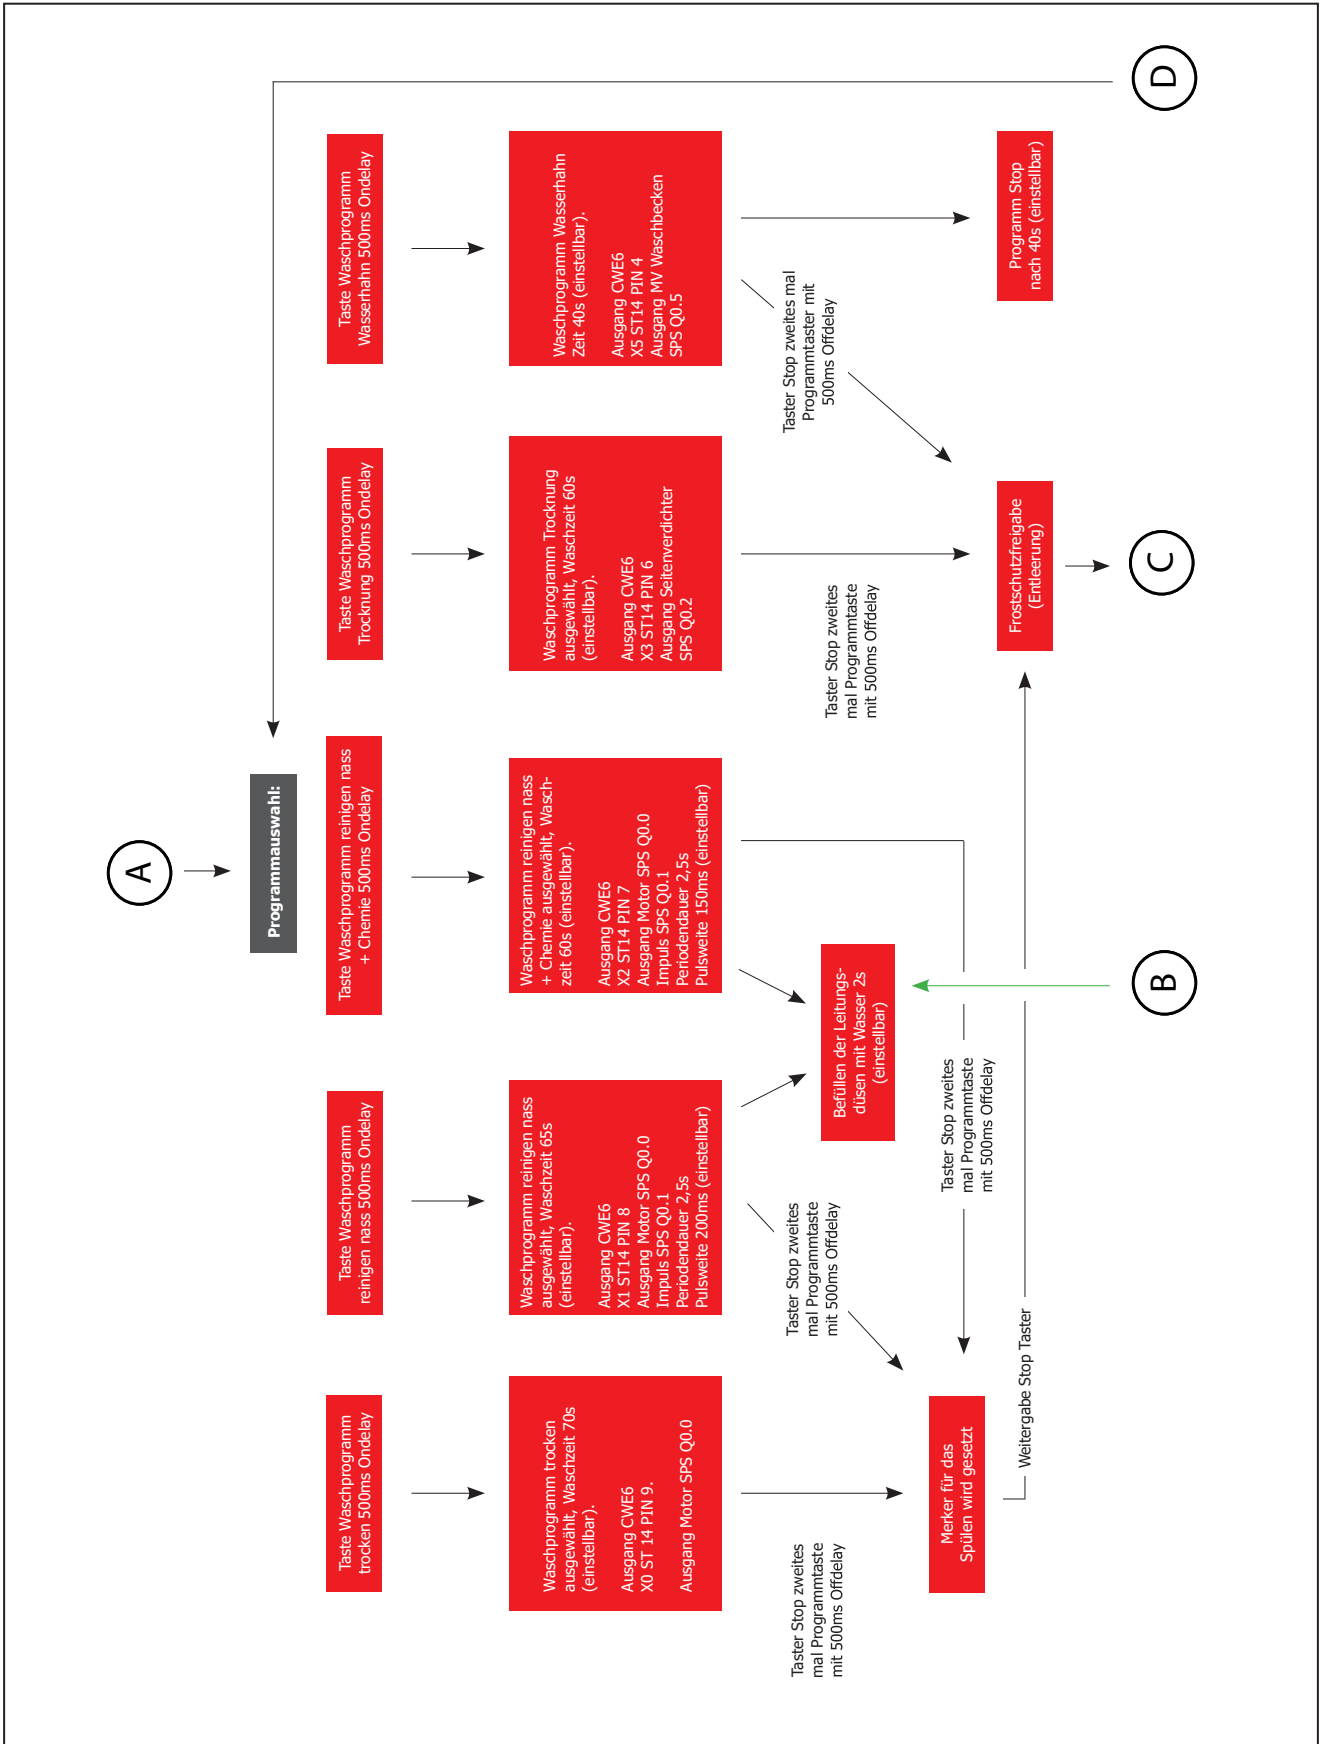 A
Programmauswahl:
D
Taste Waschprogramm
trocken 500ms Ondelay
Taste Waschprogramm
reinigen nass 500ms Ondelay
Taste Waschprogramm reinigen nass
+ Chemie 500ms Ondelay
Taste Waschprogramm
Trocknung 500ms Ondelay
Taste Waschprogramm
Wasserhahn 500ms Ondelay
Waschprogramm trocken
ausgewählt, Waschzeit 70s
(einstellbar).
Ausgang CWE6
X0 ST 14 PIN 9.
Ausgang Motor SPS Q0.0
Waschprogramm reinigen nass
ausgewählt, Waschzeit 65s
(einstellbar).
Ausgang CWE6
X1 ST14 PIN 8
Ausgang Motor SPS Q0.0
Impuls SPS Q0.1
Periodendauer 2,5s
Pulsweite 200ms (einstellbar)
Waschprogramm reinigen nass
+ Chemie ausgewählt, Wasch-
zeit 60s (einstellbar).
Ausgang CWE6
X2 ST14 PIN 7
Ausgang Motor SPS Q0.0
Impuls SPS Q0.1
Periodendauer 2,5s
Pulsweite 150ms (einstellbar)
Waschprogramm Trocknung
ausgewählt, Waschzeit 60s
(einstellbar).
Ausgang CWE6
X3 ST14 PIN 6
Ausgang Seitenverdichter
SPS Q0.2
Waschprogramm Wasserhahn
Zeit 40s (einstellbar).
Ausgang CWE6
X5 ST14 PIN 4
Ausgang MV Waschbecken
SPS Q0.5
Taster Stop zweites
mal Programmtaste
mit 500ms Offdelay
Taster Stop zweites
mal Programmtaste
mit 500ms Offdelay
Befüllen der Leitungs-
düsen mit Wasser 2s
(einstellbar)
Taster Stop zweites
mal Programmtaste
mit 500ms Offdelay
Taster Stop zweites mal
Programmtaster mit
500ms Offdelay
Taster Stop zweites
mal Programmtaste
mit 500ms Offdelay
Merker für das
Spülen wird gesetzt
Weitergabe Stop Taster
Frostschutzfreigabe
(Entleerung)
Programm Stop
nach 40s (einstellbar)
B
C